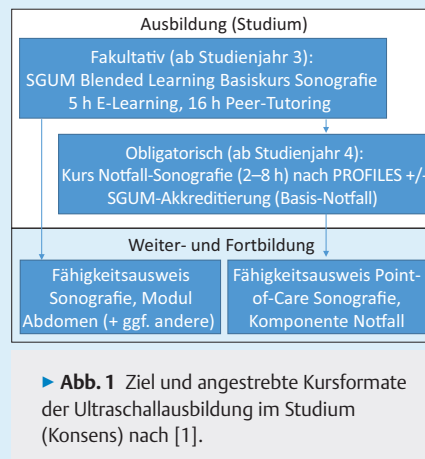 Ausbildung (Studium)
Fakultativ (ab Studienjahr 3):
SGUM Blended Learning Basiskurs Sonografie
5 h E-Learning, 16 h Peer-Tutoring
Obligatorisch (ab Studienjahr 4):
Kurs Notfall-Sonografie (2–8 h) nach PROFILES +/-
SGUM-Akkreditierung (Basis-Notfall)
Weiter- und Fortbildung
Fähigkeitsausweis
Sonografie, Modul
Abdomen (+ ggf. andere)
Fähigkeitsausweis Point-
of-Care Sonografie,
Komponente Notfall
► Abb. 1 Ziel und angestrebte Kursformate
der Ultraschallausbildung im Studium
(Konsens) nach [1].